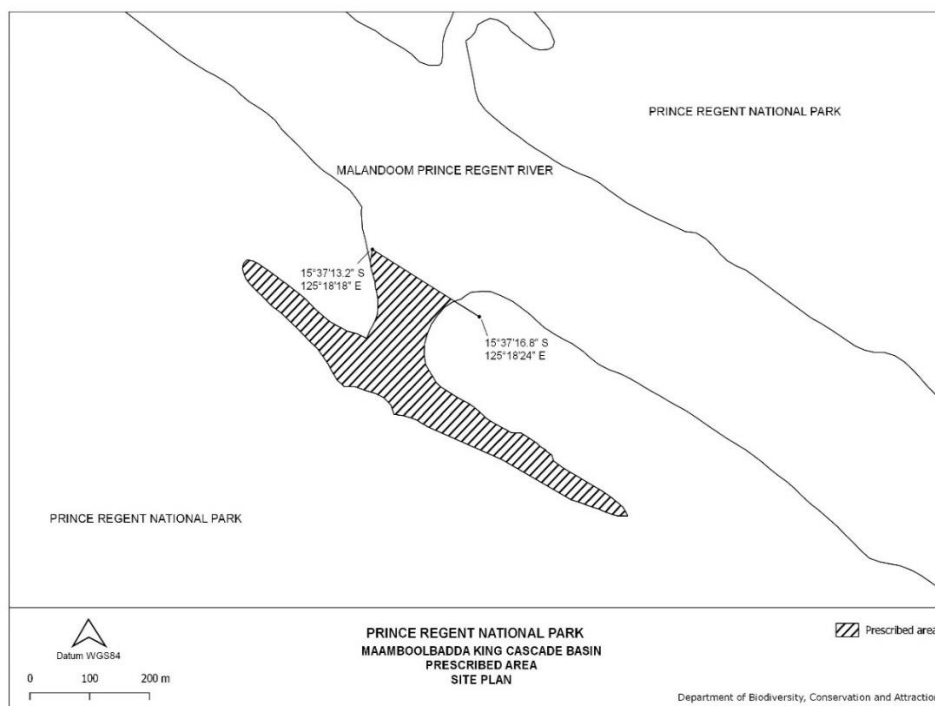 PRINCE REGENT NATIONAL PARK
MALANDOOM PRINCE REGENT RIVER
15°37'13.2" S
125°18'18" E
15°37'16.8" S
125°18'24" E
PRINCE REGENT NATIONAL PARK
Datum WGS84
0 100 200 m
PRINCE REGENT NATIONAL PARK
MAAMBOOLBADDA KING CASCADE BASIN
PRESCRIBED AREA
SITE PLAN
Prescribed area
Department of Biodiversity, Conservation and Attraction